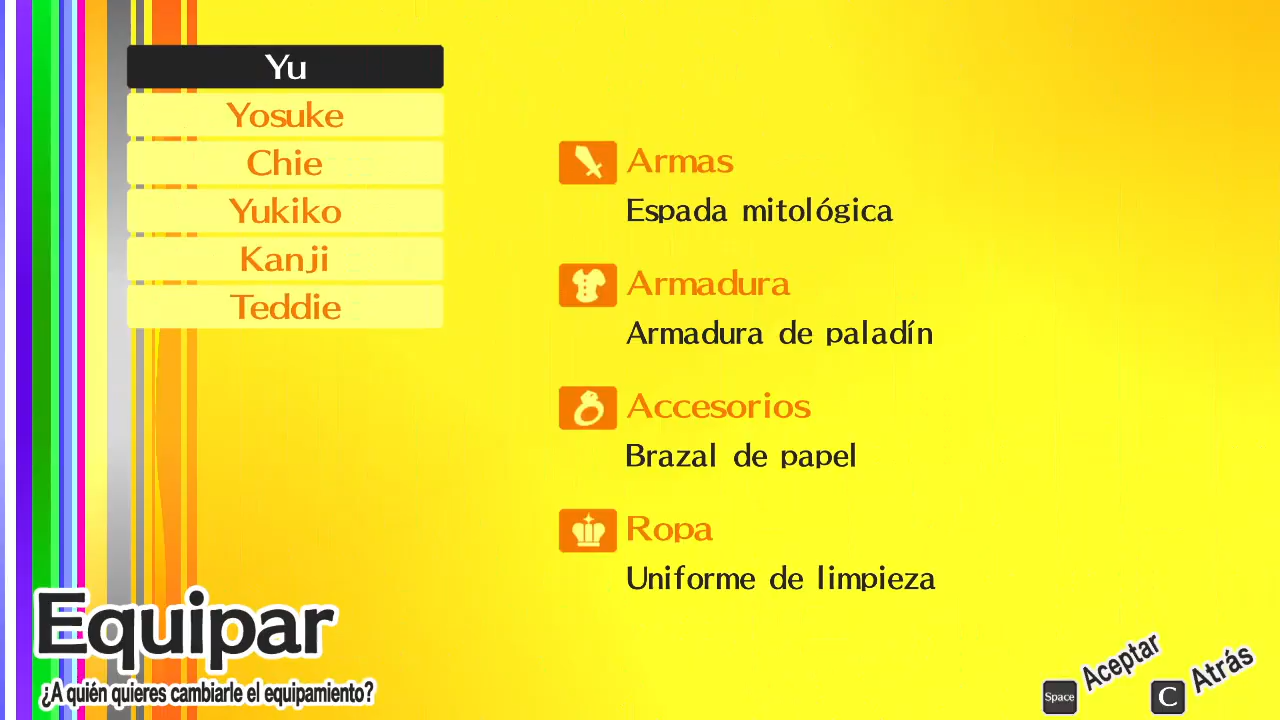 Yu
Yosuke
Chie
Yukiko
Kanji
Teddie
Armas
Espada mitológica
Armadura
Armadura de paladín
Accesorios
Brazal de papel
Ropa
Uniforme de limpieza
Equipar
¿A quién quieres cambiarle el equipamiento?
Space Aceptar
C Atrás